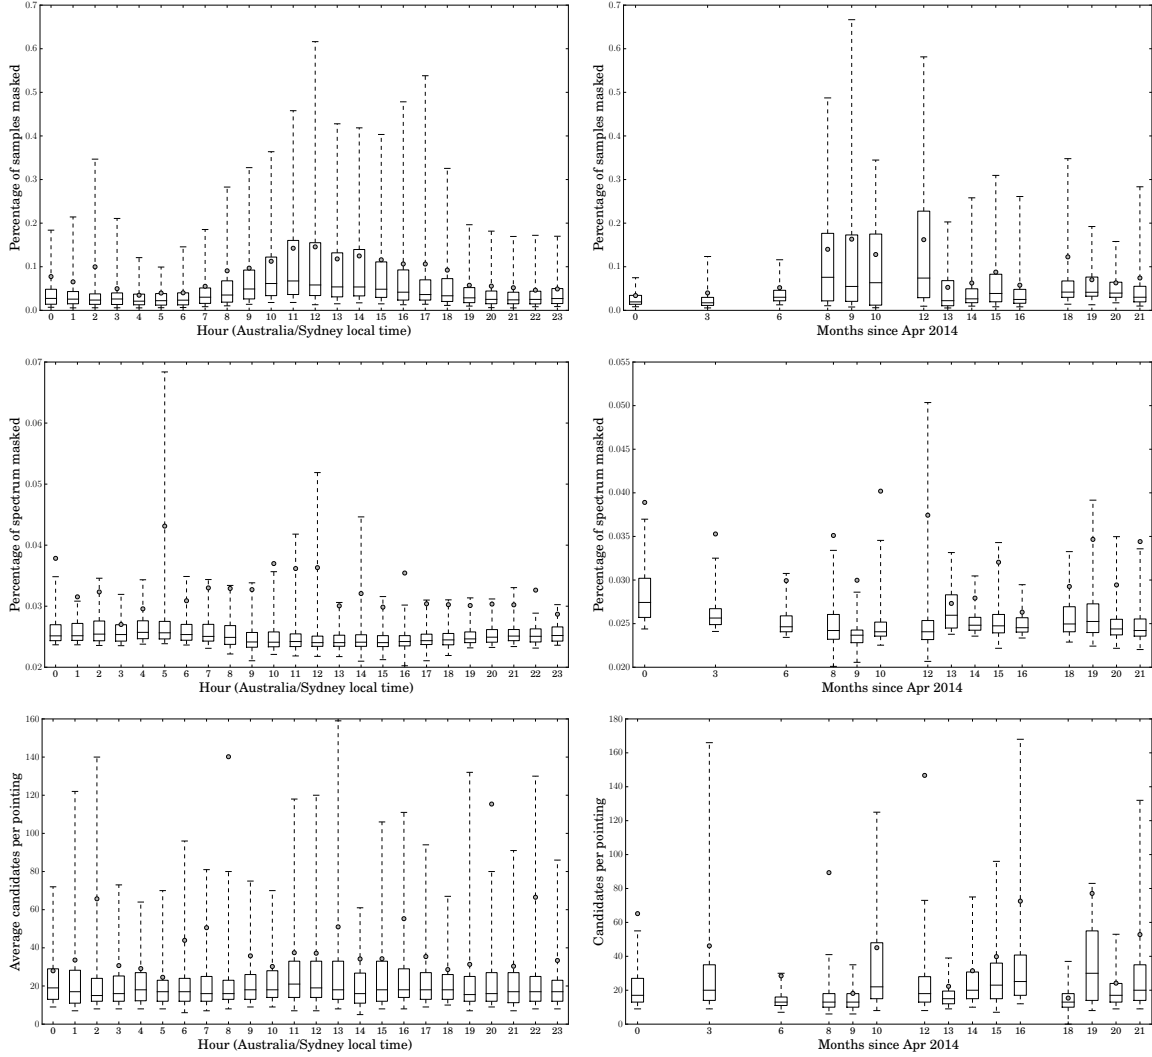 0.7
0.6
0.5
0.4
0.3
0.2
0.1
0.0
Percentage of samples masked
0 1 2 3 4 5 6 7 8 9 10 11 12 13 14 15 16 17 18 19 20 21 22 23
Hour (Australia/Sydney local time)
0.7
0.6
0.5
0.4
0.3
0.2
0.1
0.0
Percentage of samples masked
0 3 6 8 9 10 12 13 14 15 16 18 19 20 21
Months since Apr 2014
0.07
0.06
0.05
0.04
0.03
0.02
Percentage of spectrum masked
0 1 2 3 4 5 6 7 8 9 10 11 12 13 14 15 16 17 18 19 20 21 22 23
Hour (Australia/Sydney local time)
0.055
0.050
0.045
0.040
0.035
0.030
0.025
0.020
Percentage of spectrum masked
0 3 6 8 9 10 12 13 14 15 16 18 19 20 21
Months since Apr 2014
160
140
120
100
80
60
40
20
0
Average candidates per pointing
0 1 2 3 4 5 6 7 8 9 10 11 12 13 14 15 16 17 18 19 20 21 22 23
Hour (Australia/Sydney local time)
180
160
140
120
100
80
60
40
20
0
Candidates per pointing
0 3 6 8 9 10 12 13 14 15 16 18 19 20 21
Months since Apr 2014